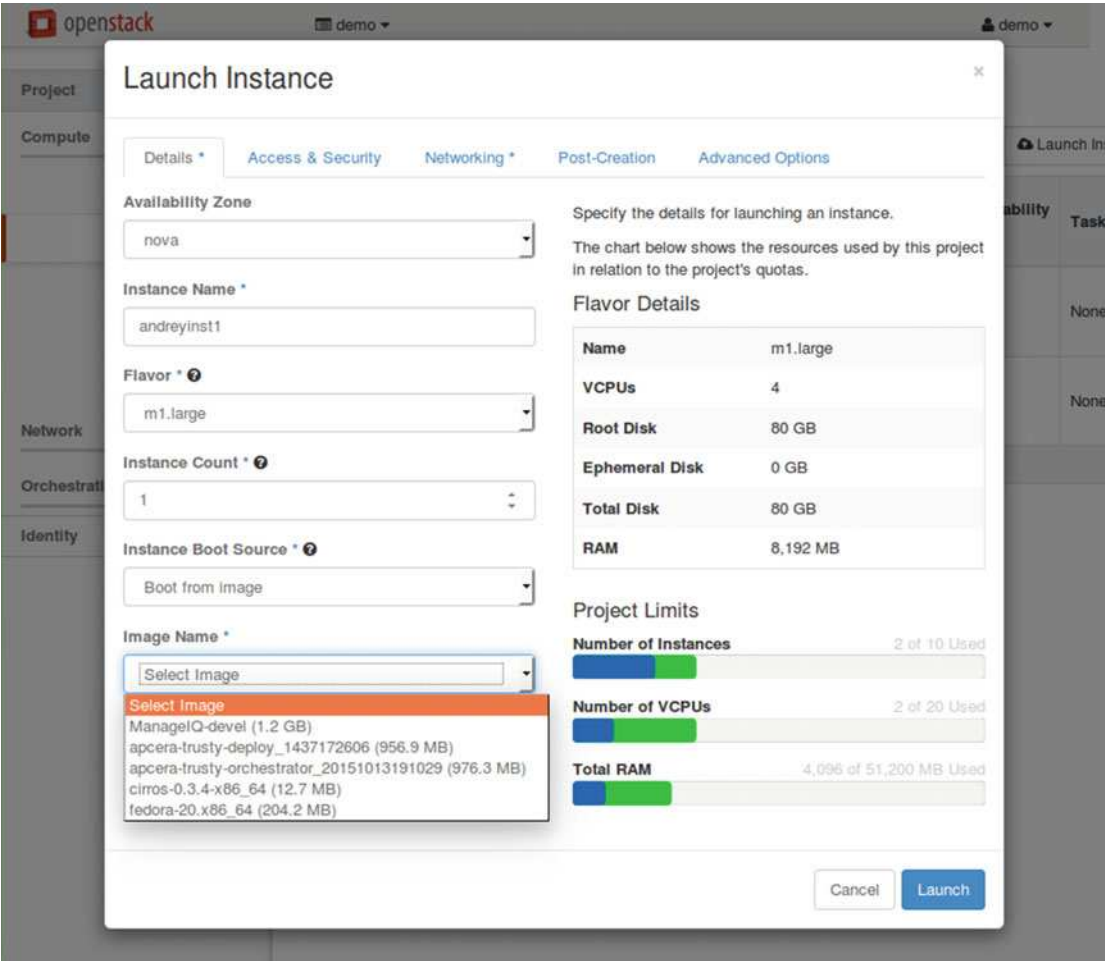 openstack
demo
demo
Project
Compute
Network
Identity
Launch Instance
×
Details *
Access & Security
Networking *
Post-Creation
Advanced Options
Availability Zone
nova
Instance Name *
andreyinst1
Flavor *
m1.large
Instance Count *
1
Instance Boot Source *
Boot from image
Image Name *
Select Image
Select Image
ManageIQ-devel (1.2 GB)
apcera-trusty-deploy_1437172606 (956.9 MB)
apcera-trusty-orchestrator_20151013191029 (976.3 MB)
cirros-0.3.4-x86_64 (12.7 MB)
fedora-20.x86_64 (204.2 MB)
Specify the details for launching an instance.
The chart below shows the resources used by this project
in relation to the project's quotas.
Flavor Details
Name m1.large
VCPUs 4
Root Disk 80 GB
Ephemeral Disk 0 GB
Total Disk 80 GB
RAM 8,192 MB
Project Limits
Number of Instances 2 of 10 Used
Number of VCPUs 2 of 20 Used
Total RAM 4,096 of 51,200 MB Used
Cancel
Launch
Launch
Task
None
None